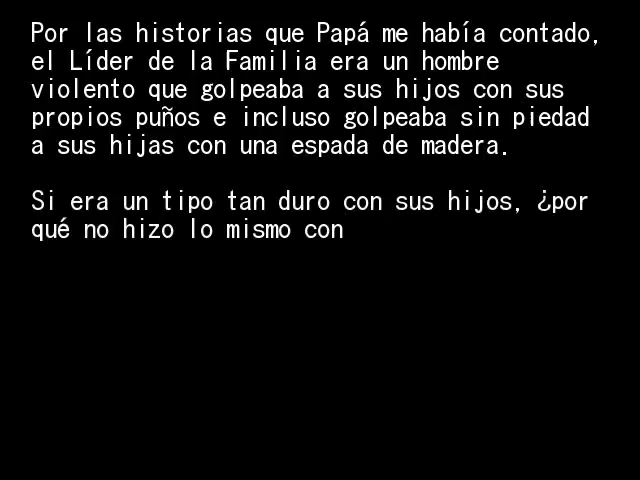 Por las historias que Papá me había contado,
el Líder de la Familia era un hombre
violento que golpeaba a sus hijos con sus
propios puños e incluso golpeaba sin piedad
a sus hijas con una espada de madera.
Si era un tipo tan duro con sus hijos, ¿por
qué no hizo lo mismo con